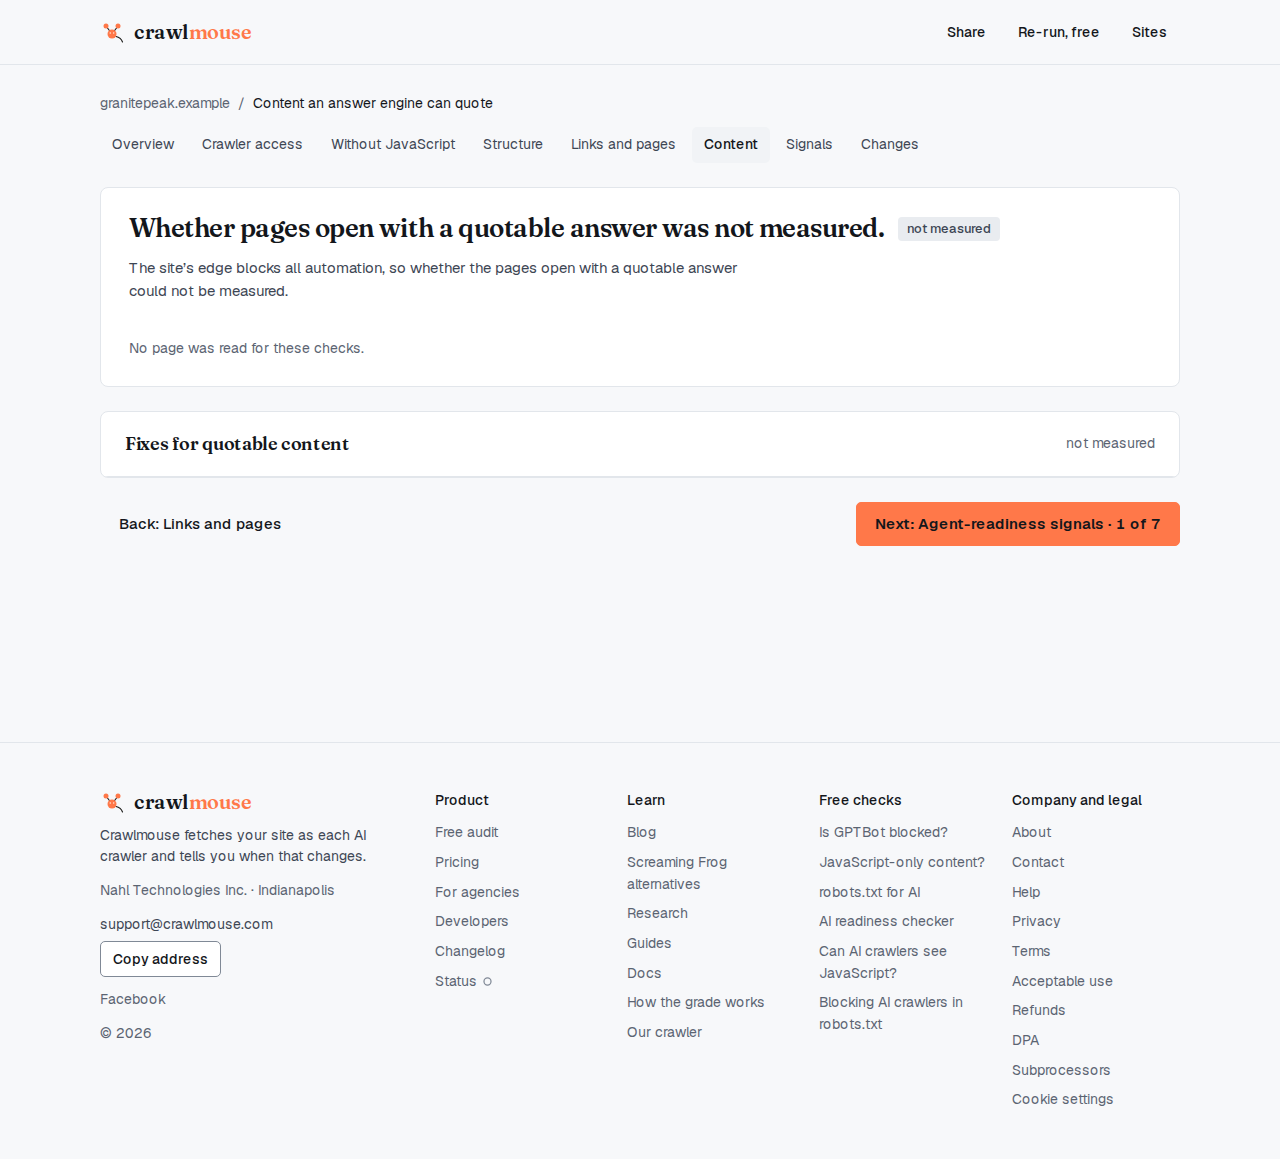 crawlmouse
Share
Re-run, free
Sites
granitepeak.example / Content an answer engine can quote
Overview
Crawler access
Without JavaScript
Structure
Links and pages
Content
Signals
Changes
Whether pages open with a quotable answer was not measured.
not measured
The site’s edge blocks all automation, so whether the pages open with a quotable answer
could not be measured.
No page was read for these checks.
Fixes for quotable content
not measured
Back: Links and pages
Next: Agent-readiness signals · 1 of 7
crawlmouse
Crawlmouse fetches your site as each AI
crawler and tells you when that changes.
Nahl Technologies Inc. · Indianapolis
support@crawlmouse.com
Copy address
Facebook
© 2026
Product
Free audit
Pricing
For agencies
Developers
Changelog
Status
Learn
Blog
Screaming Frog
alternatives
Research
Guides
Docs
How the grade works
Our crawler
Free checks
Is GPTBot blocked?
JavaScript-only content?
robots.txt for AI
AI readiness checker
Can AI crawlers see
JavaScript?
Blocking AI crawlers in
robots.txt
Company and legal
About
Contact
Help
Privacy
Terms
Acceptable use
Refunds
DPA
Subprocessors
Cookie settings